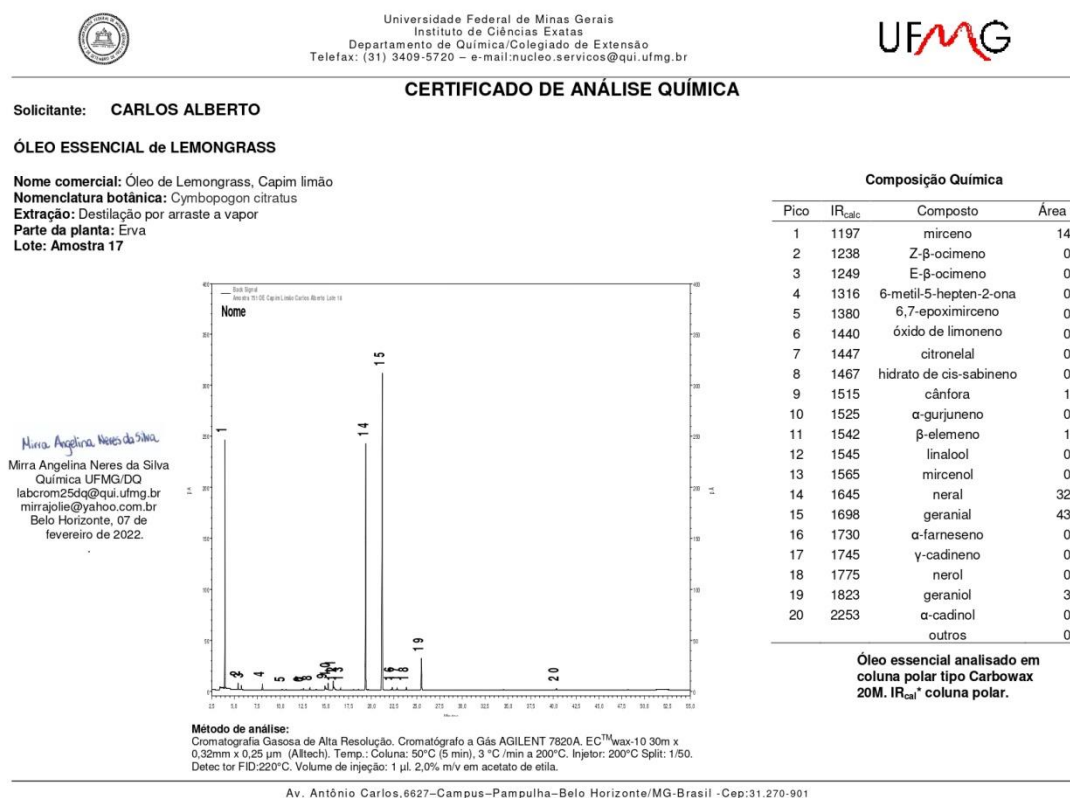 Universidade Federal de Minas Gerais
Instituto de Ciências Exatas
Departamento de Química/Colegiado de Extensão
Telefax: (31) 3409-5720 – e-mail:nucleo.servicos@qui.ufmg.br
UFMG
CERTIFICADO DE ANÁLISE QUÍMICA
Solicitante: CARLOS ALBERTO
ÓLEO ESSENCIAL de LEMONGRASS
Nome comercial: Óleo de Lemongrass, Capim limão
Nomenclatura botânica: Cymbopogon citratus
Extração: Destilação por arraste a vapor
Parte da planta: Erva
Lote: Amostra 17
Composição Química
Pico IRcalc Composto Área
1 1197 mirceno 14
2 1238 Z-β-ocimeno 0
3 1249 E-β-ocimeno 0
4 1316 6-metil-5-hepten-2-ona 0
5 1380 6,7-epoximirceno 0
6 1440 óxido de limoneno 0
7 1447 citronelal 0
8 1467 hidrato de cis-sabineno 0
9 1515 cânfora 1
10 1525 α-gurjuneno 0
11 1542 β-elemeno 1
12 1545 linalool 0
13 1565 mircenol 0
14 1645 neral 32
15 1698 geranial 43
16 1730 α-farneseno 0
17 1745 γ-cadineno 0
18 1775 nerol 0
19 1823 geraniol 3
20 2253 α-cadinol 0
outros 0
Óleo essencial analisado em
coluna polar tipo Carbowax
20M. IRcal* coluna polar.
Back Signal
Nome
1
14
15
19
20
Mirra Angelina Neres da Silva
Mirra Angelina Neres da Silva
Química UFMG/DQ
labcrom25dq@qui.ufmg.br
mirrajolie@yahoo.com.br
Belo Horizonte, 07 de
fevereiro de 2022.
.
Método de análise:
Cromatografia Gasosa de Alta Resolução. Cromatógrafo a Gás AGILENT 7820A. EC™wax-10 30m x
0,32mm x 0,25 µm (Alltech). Temp.: Coluna: 50°C (5 min), 3 °C /min a 200°C. Injetor: 200°C Split: 1/50.
Detec tor FID:220°C. Volume de injeção: 1 µl. 2,0% m/v em acetato de etila.
Av. Antônio Carlos,6627–Campus–Pampulha–Belo Horizonte/MG-Brasil -Cep:31.270-901